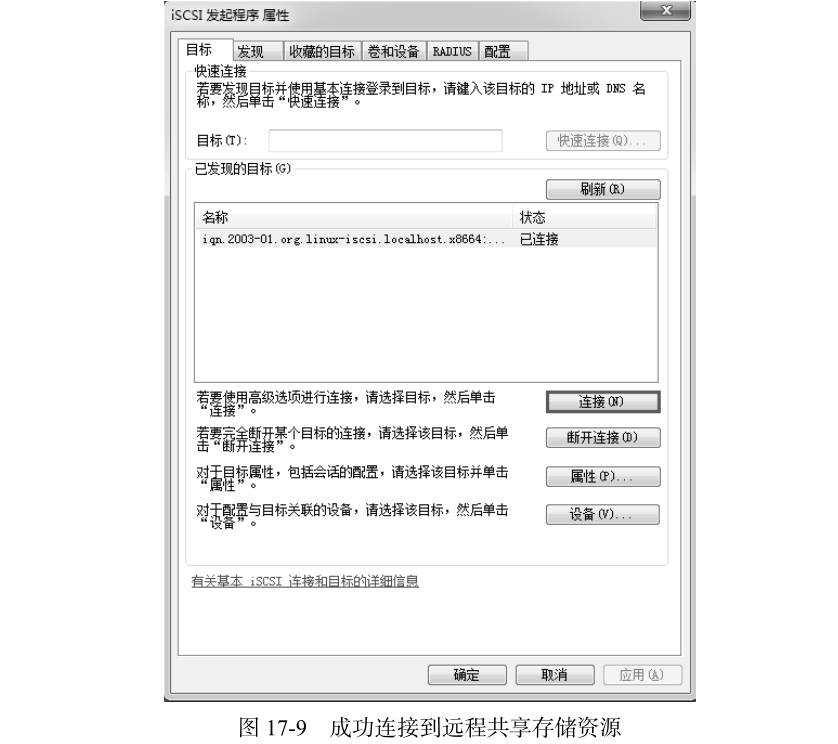 iSCSI 发起程序 属性
目标 发现 收藏的目标 卷和设备 RADIUS 配置
快速连接
若要发现目标并使用基本连接登录到目标，请键入该目标的 IP 地址或 DNS 名
称，然后单击“快速连接”。
目标(T): 快速连接(Q)...
已发现的目标(G)
刷新(R)
名称 状态
iqn.2003-01.org.linux-iscsi.localhost.x8664:... 已连接
若要使用高级选项进行连接，请选择目标，然后单击
“连接”。
连接(N)
若要完全断开某个目标的连接，请选择该目标，然后单
击“断开连接”。
断开连接(D)
对于目标属性，包括会话的配置，请选择该目标并单击
“属性”。
属性(P)...
对于配置与目标关联的设备，请选择该目标，然后单击
“设备”。
设备(V)...
有关基本 iSCSI 连接和目标的详细信息
确定 取消 应用(A)
图 17-9 成功连接到远程共享存储资源